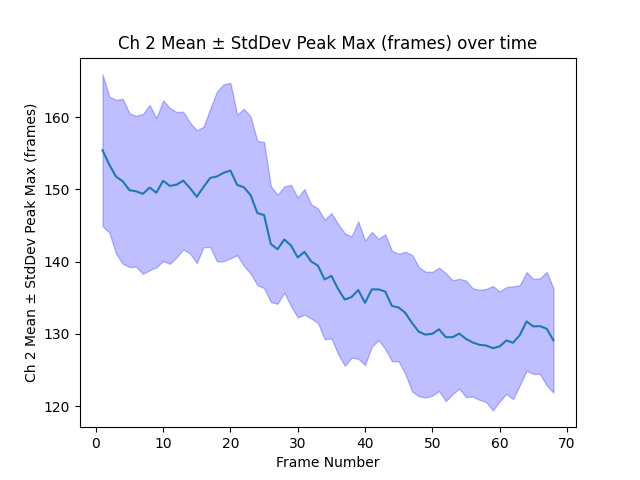 Ch 2 Mean ± StdDev Peak Max (frames) over time
Ch 2 Mean ± StdDev Peak Max (frames)
160
150
140
130
120
0 10 20 30 40 50 60 70
Frame Number